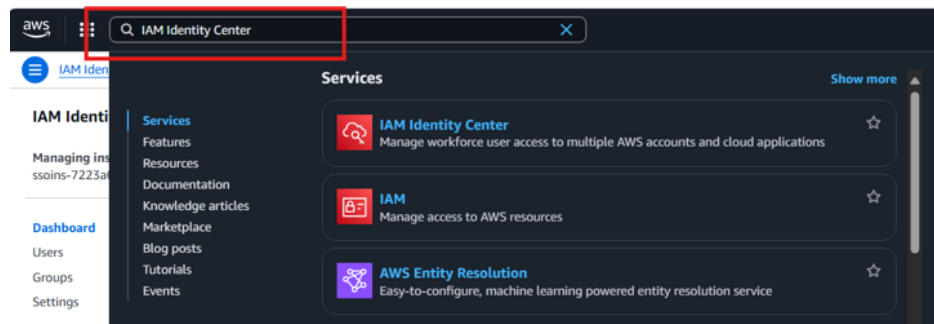 aws
IAM Identity Center
IAM Iden
IAM Identi
Managing ins
ssoins-7223a
Dashboard
Users
Groups
Settings
Services
Features
Resources
Documentation
Knowledge articles
Marketplace
Blog posts
Tutorials
Events
Services
Show more
IAM Identity Center
Manage workforce user access to multiple AWS accounts and cloud applications
IAM
Manage access to AWS resources
AWS Entity Resolution
Easy-to-configure, machine learning powered entity resolution service